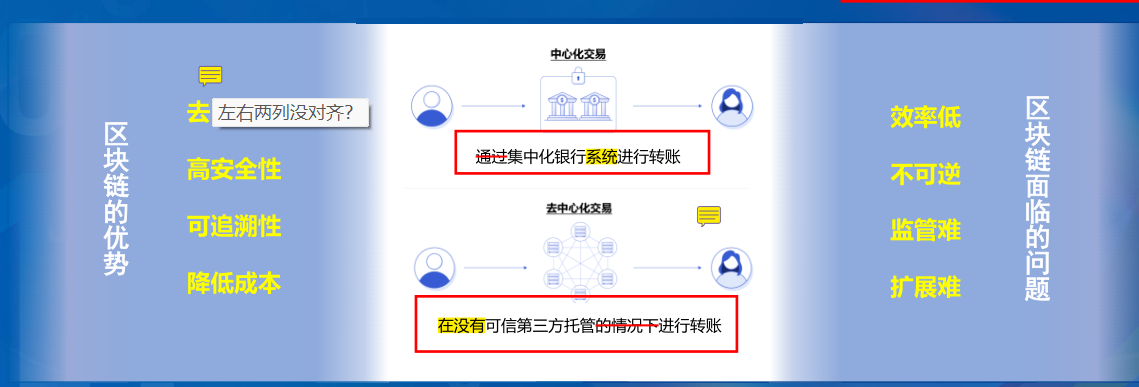 区块链的优势
去
左右两列没对齐？
高安全性
可追溯性
降低成本
中心化交易
通过集中化银行系统进行转账
去中心化交易
在没有可信第三方托管的情况下进行转账
效率低
不可逆
监管难
扩展难
区块链面临的问题